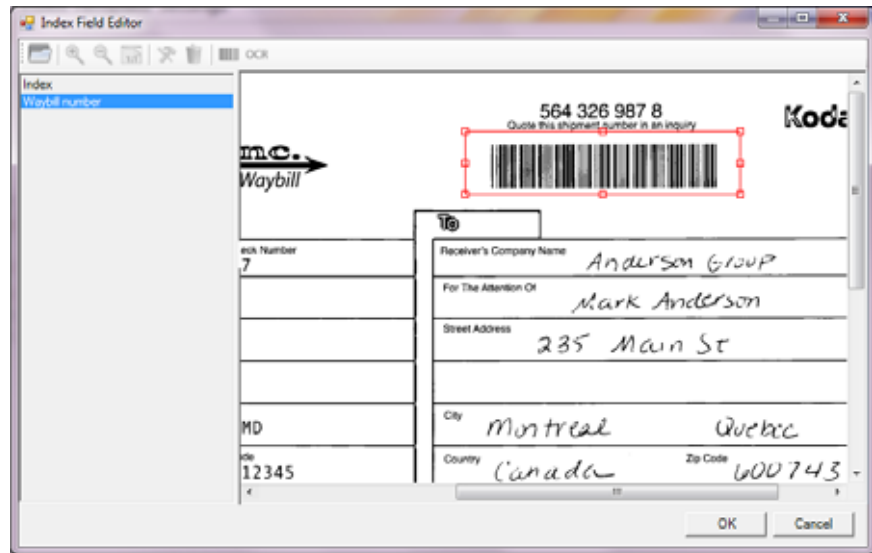 Index Field Editor
OCR
Index
Waybill number
564 326 987 8
Quote this shipment number in an inquiry
Koda
inc.
Waybill
To
eck Number
7
Receiver's Company Name Anderson Group
For The Attention Of
Mark Anderson
Street Address
235 Main St
MD
City Montreal Quebec
de
12345
Country Canada Zip Code 600743
OK Cancel